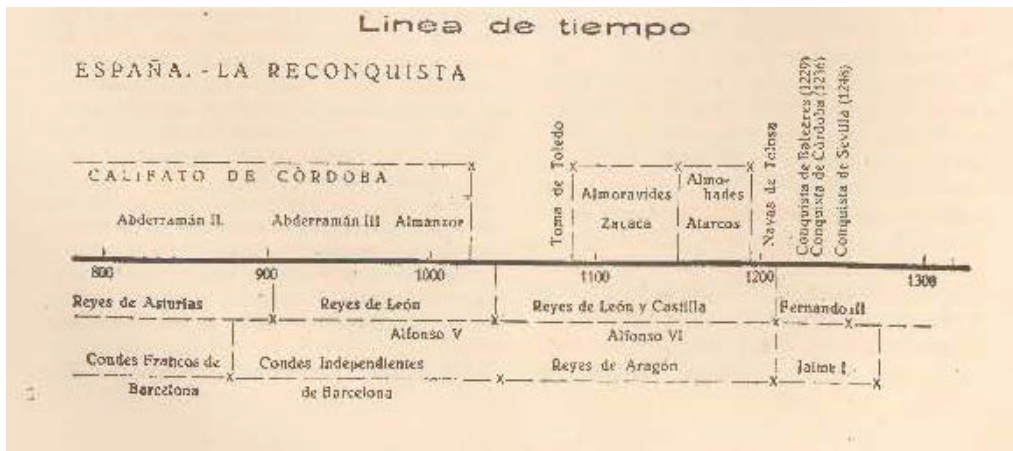 Linea de tiempo
ESPAÑA.-LA RECONQUISTA
CALIFATO DE CÓRDOBA
Abderramán II.
Abderramán III
Almanzor
Toma de Toledo
Almoravides
Zalaca
Almo-
hades
Alarcos
Navas de Tolosa
Conquista de Baleares (1229)
Conquista de Córdoba (1236)
Conquista de Sevilla (1248)
800
900
1000
1100
1200
1300
Reyes de Asturias
Reyes de León
Reyes de León y Castilla
Fernando III
Alfonso V
Alfonso VI
Condes Francos de
Barcelona
Condes Independientes
de Barcelona
Reyes de Aragón
Jaime I